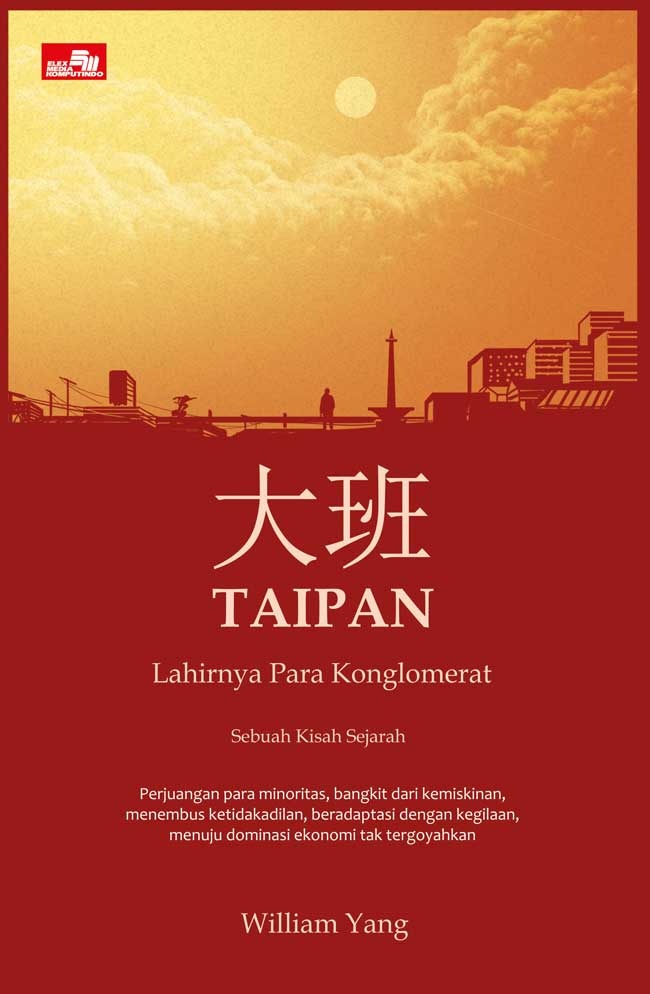 ELEX
MEDIA
KOMPUTINDO
大班
TAIPAN
Lahirnya Para Konglomerat
Sebuah Kisah Sejarah
Perjuangan para minoritas, bangkit dari kemiskinan,
menembus ketidakadilan, beradaptasi dengan kegilaan,
menuju dominasi ekonomi tak tergoyahkan
William Yang